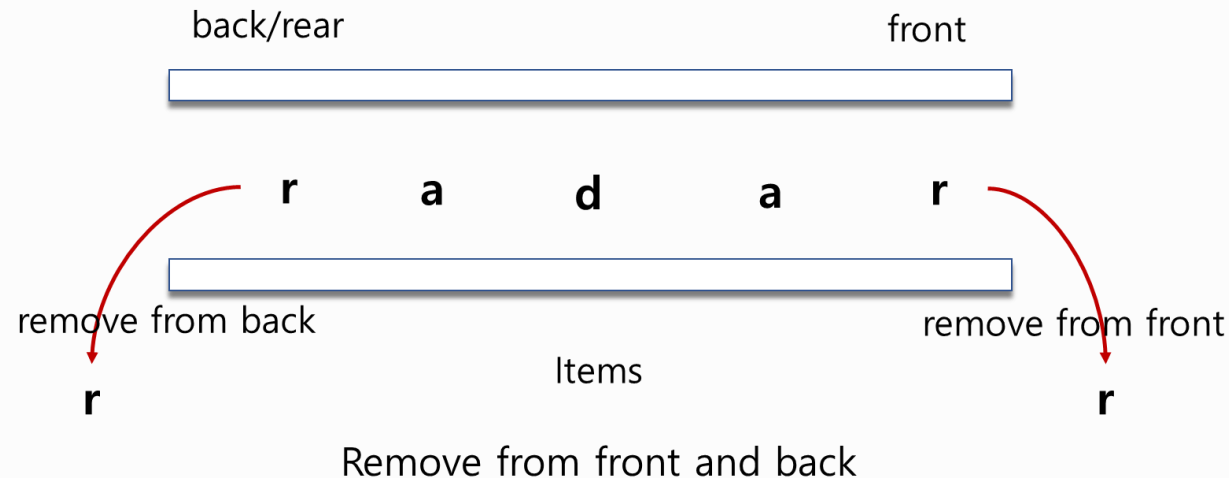 back/rear front
r a d a r
remove from back remove from front
Items
r r
Remove from front and back